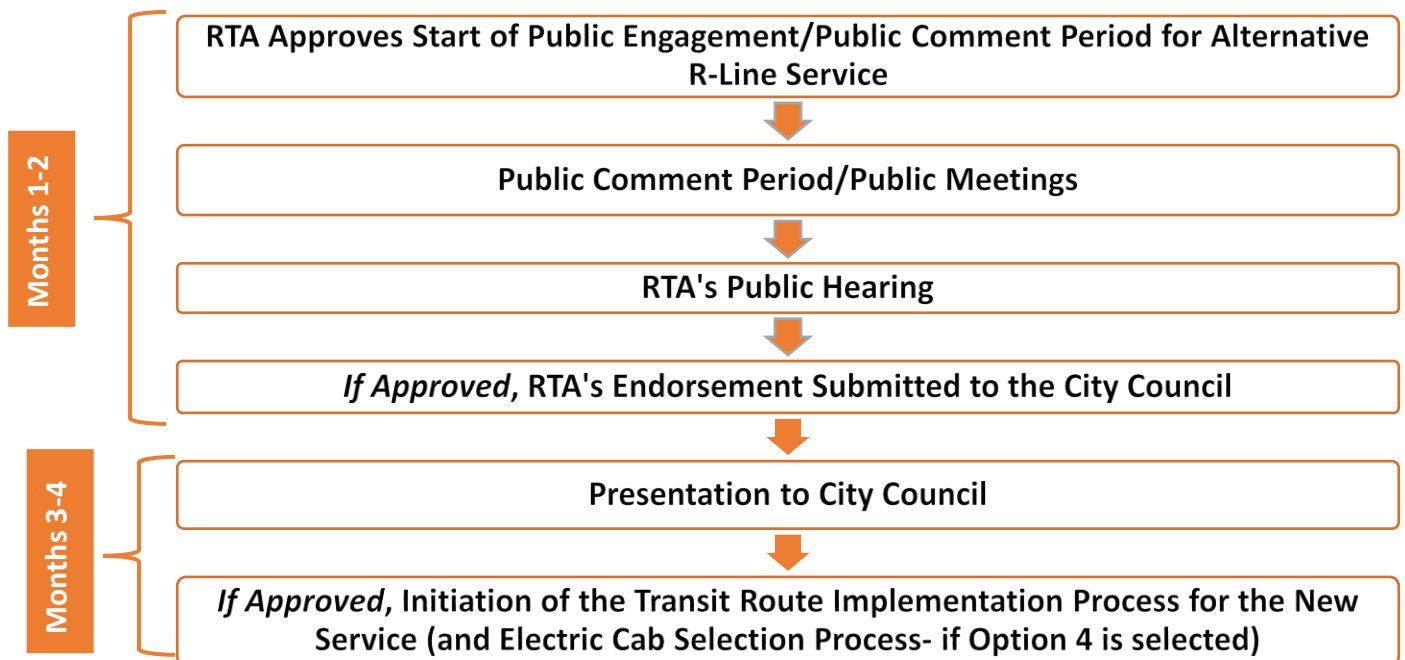 RTA Approves Start of Public Engagement/Public Comment Period for Alternative
R-Line Service
Public Comment Period/Public Meetings
RTA's Public Hearing
If Approved, RTA's Endorsement Submitted to the City Council
Months 1-2
Presentation to City Council
If Approved, Initiation of the Transit Route Implementation Process for the New
Service (and Electric Cab Selection Process- if Option 4 is selected)
Months 3-4